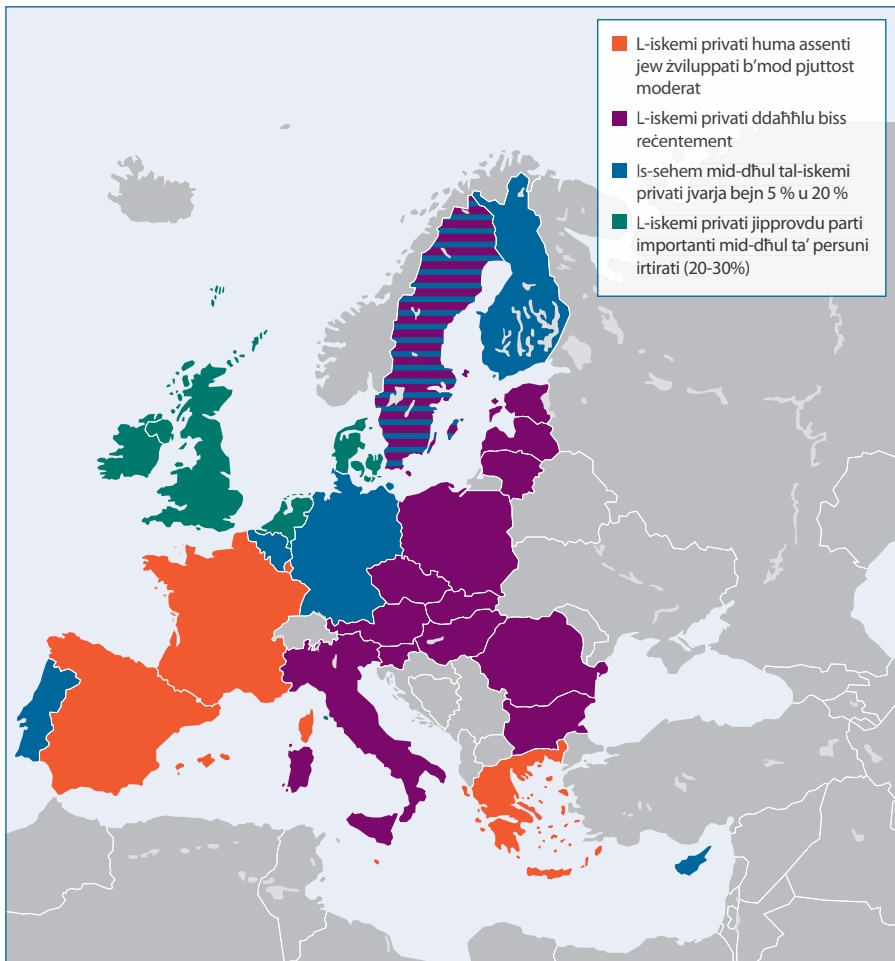 L-iskemi privati huma assenti
jew żviluppati b’mod pjuttost
moderat
L-iskemi privati ddaħħlu biss
reċentement
Is-sehem mid-dħul tal-iskemi
privati jvarja bejn 5 % u 20 %
L-iskemi privati jipprovdu parti
importanti mid-dħul ta’ persuni
irtirati (20-30%)